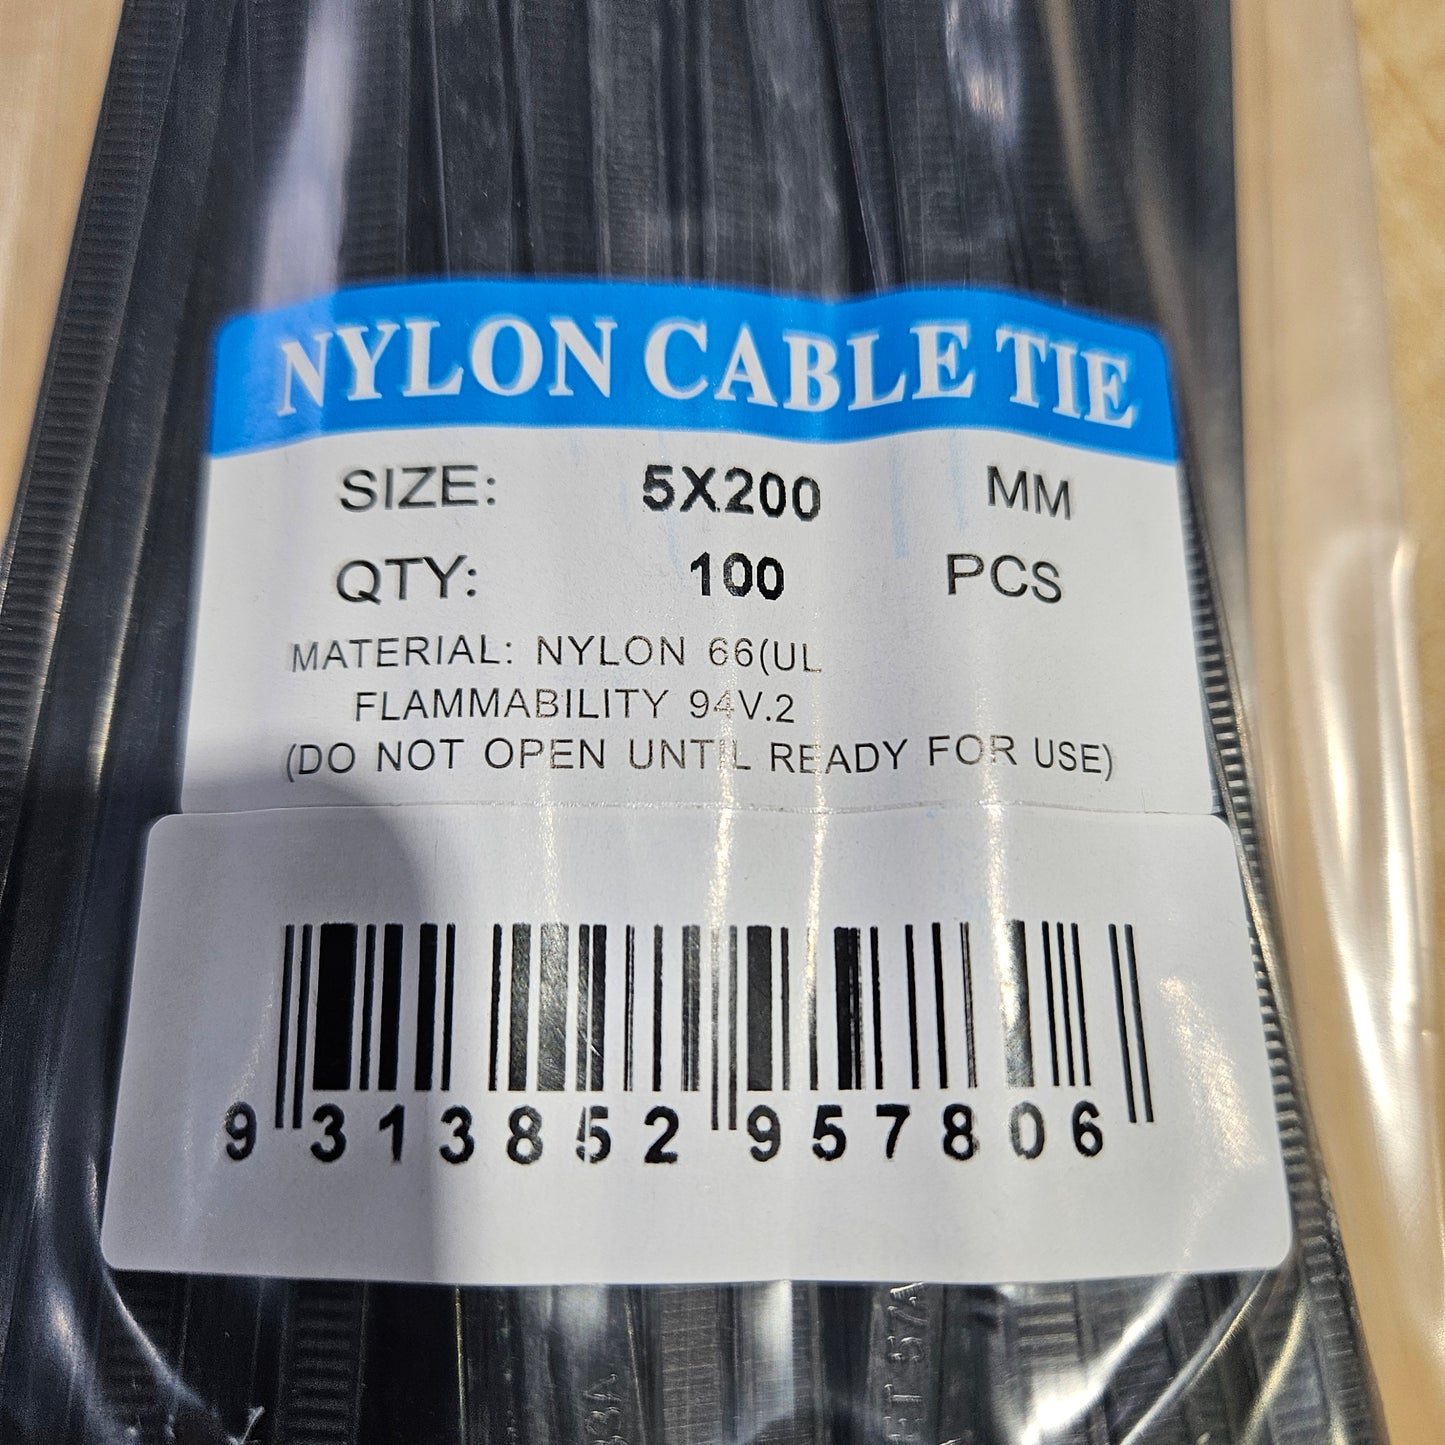 NYLON CABLE TIE
SIZE: 5X200 MM
QTY: 100 PCS
MATERIAL: NYLON 66(UL
FLAMMABILITY 94V.2
(DO NOT OPEN UNTIL READY FOR USE)
9 313852 957806